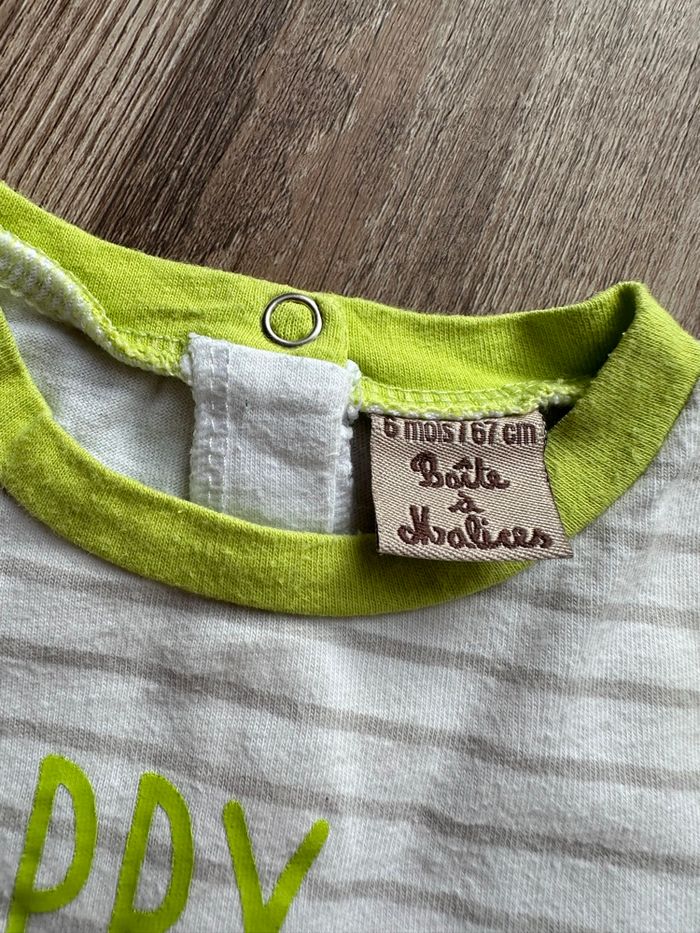 6 mois / 67 cm
Boîte
à
Malices
PPY